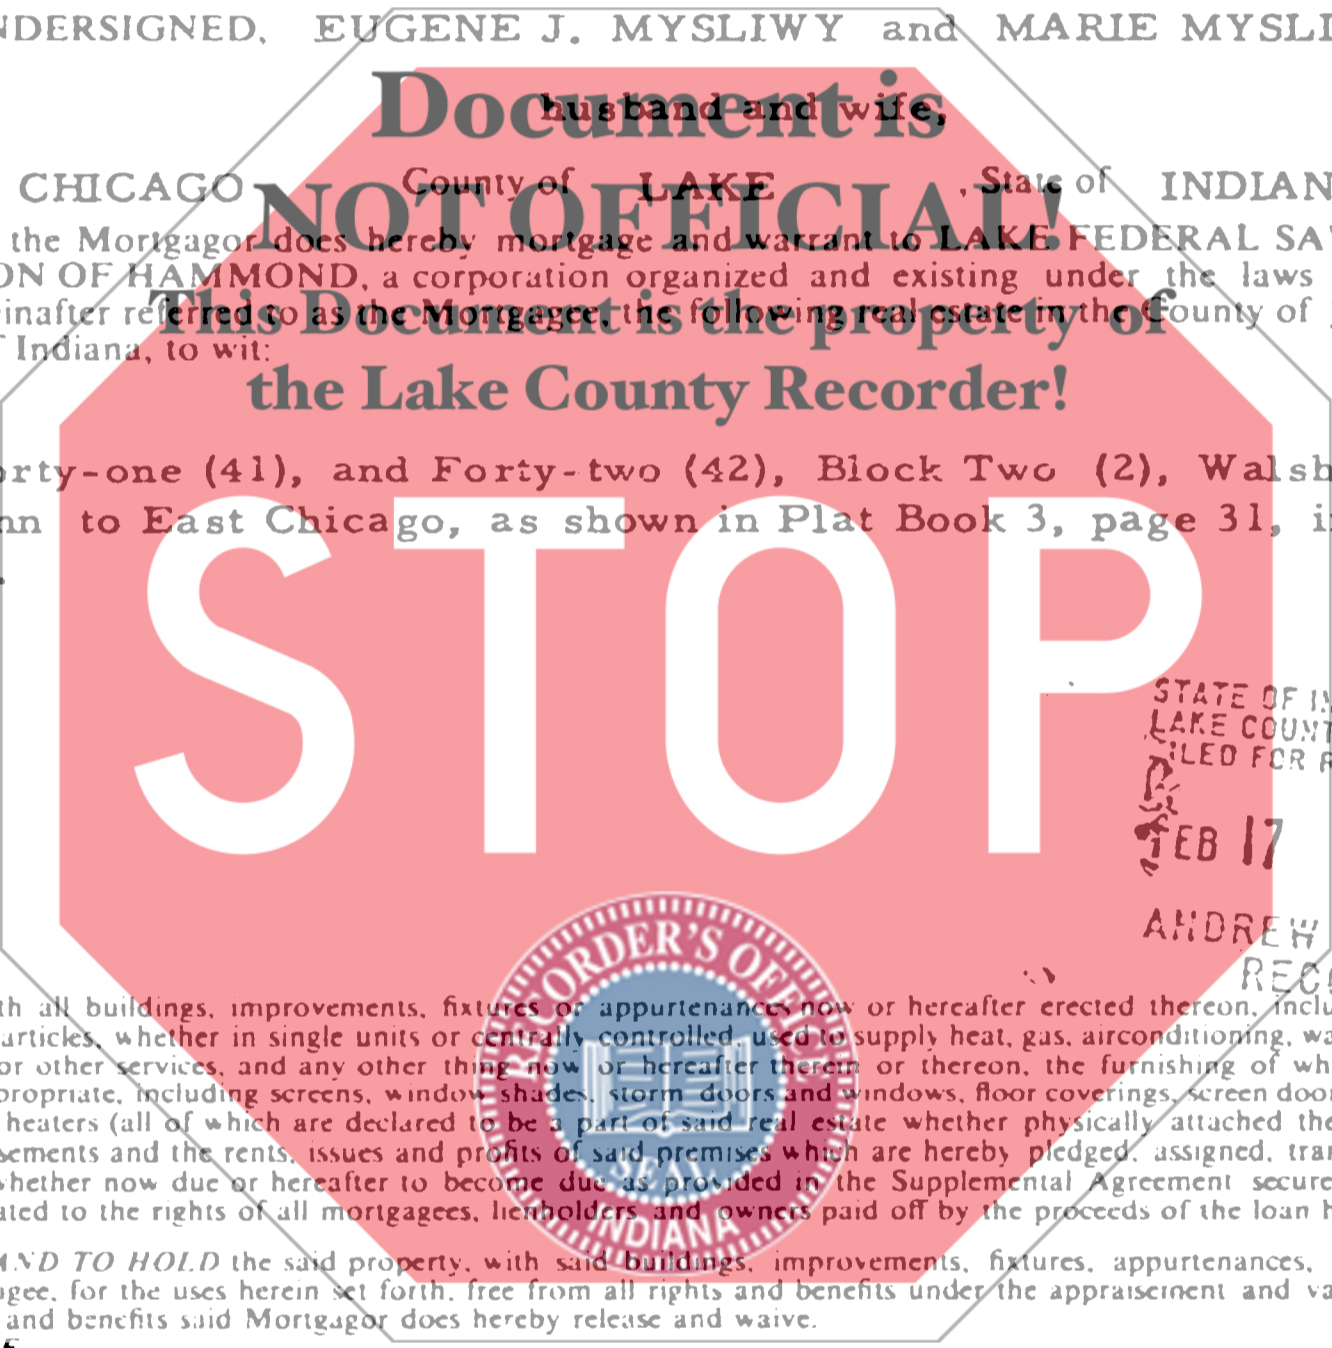 NDERSIGNED, EUGENE J. MYSLIWY and MARIE MYSLI
Document is
husband and wife,
CHICAGO County of LAKE , State of INDIAN
NOT OFFICIAL!
the Mortgagor does hereby mortgage and warrant to LAKE FEDERAL SA
ON OF HAMMOND, a corporation organized and existing under the laws
inafter referred to as the Mortgagee, the following real estate in the County of
This Document is the property of
Indiana, to wit:
the Lake County Recorder!
rty-one (41), and Forty-two (42), Block Two (2), Walsh
nn to East Chicago, as shown in Plat Book 3, page 31, i
STOP
STATE OF IN
LAKE COUNT
FILED FOR R
FEB 17
ANDREW
RECO
RECORDER'S OFFICE
SEAL
INDIANA
th all buildings, improvements, fixtures or appurtenances now or hereafter erected thereon, inclu
articles, whether in single units or centrally controlled, used to supply heat, gas, airconditioning, wa
or other services, and any other thing now or hereafter therein or thereon, the furnishing of wh
propriate, including screens, window shades, storm doors and windows, floor coverings, screen door
heaters (all of which are declared to be a part of said real estate whether physically attached the
sements and the rents, issues and profits of said premises which are hereby pledged, assigned, tran
whether now due or hereafter to become due as provided in the Supplemental Agreement secure
ated to the rights of all mortgagees, lienholders and owners paid off by the proceeds of the loan h
AND TO HOLD the said property, with said buildings, improvements, fixtures, appurtenances,
gee, for the uses herein set forth, free from all rights and benefits under the appraisement and va
and benefits said Mortgagor does hereby release and waive.